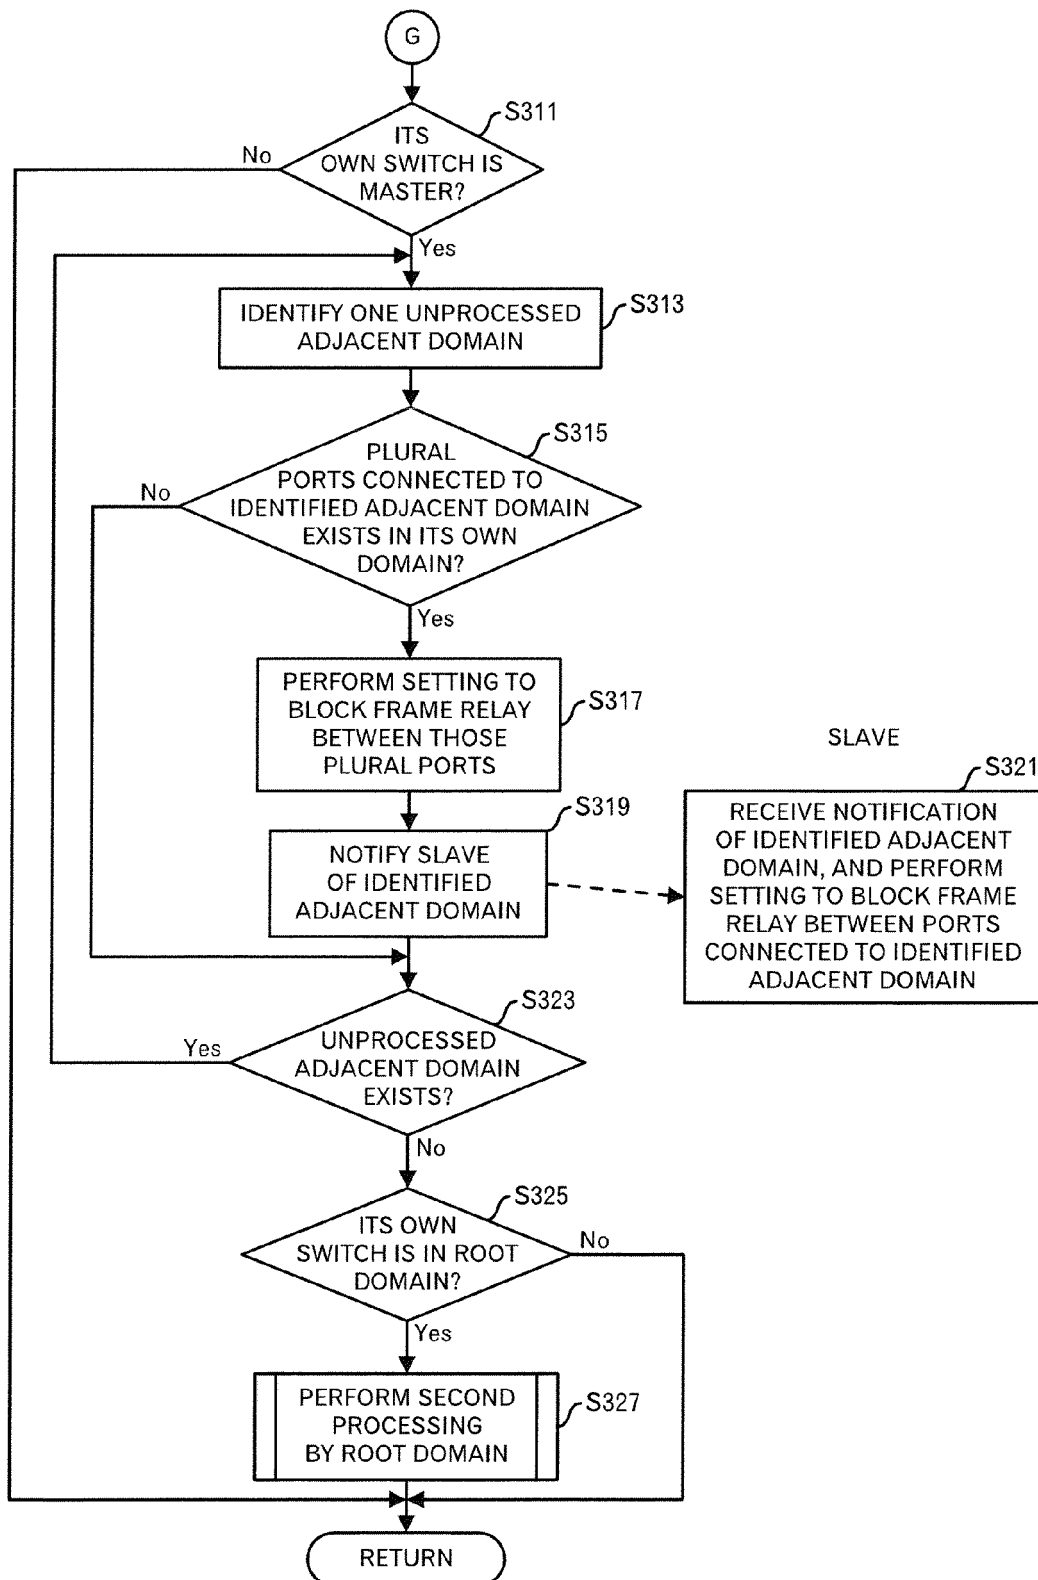 G
S311
ITS
OWN SWITCH IS
MASTER?
No
Yes
S313
IDENTIFY ONE UNPROCESSED
ADJACENT DOMAIN
S315
PLURAL
PORTS CONNECTED TO
IDENTIFIED ADJACENT DOMAIN
EXISTS IN ITS OWN
DOMAIN?
No
Yes
S317
PERFORM SETTING TO
BLOCK FRAME RELAY
BETWEEN THOSE
PLURAL PORTS
S319
NOTIFY SLAVE
OF IDENTIFIED
ADJACENT DOMAIN
SLAVE
S321
RECEIVE NOTIFICATION
OF IDENTIFIED ADJACENT
DOMAIN, AND PERFORM
SETTING TO BLOCK FRAME
RELAY BETWEEN PORTS
CONNECTED TO IDENTIFIED
ADJACENT DOMAIN
S323
UNPROCESSED
ADJACENT DOMAIN
EXISTS?
Yes
No
S325
ITS OWN
SWITCH IS IN ROOT
DOMAIN?
No
Yes
S327
PERFORM SECOND
PROCESSING
BY ROOT DOMAIN
RETURN